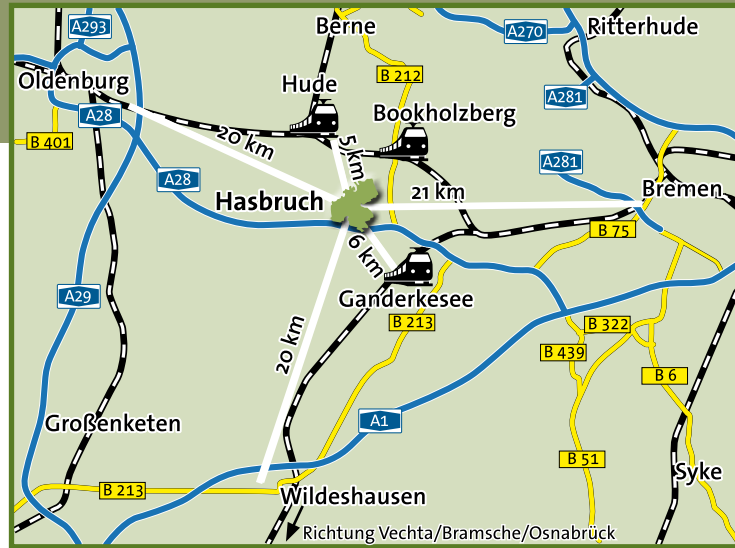 A293
Berne
A270
Ritterhude
Oldenburg
Hude
B 212
A281
A28
Bookholzberg
B 401
20 km
5 km
A281
A28
Hasbruch
21 km
Bremen
B 75
6 km
A29
Ganderkesee
B 213
B 322
20 km
B 439
B 6
Großenketen
A1
B 51
Syke
B 213
Wildeshausen
Richtung Vechta/Bramsche/Osnabrück